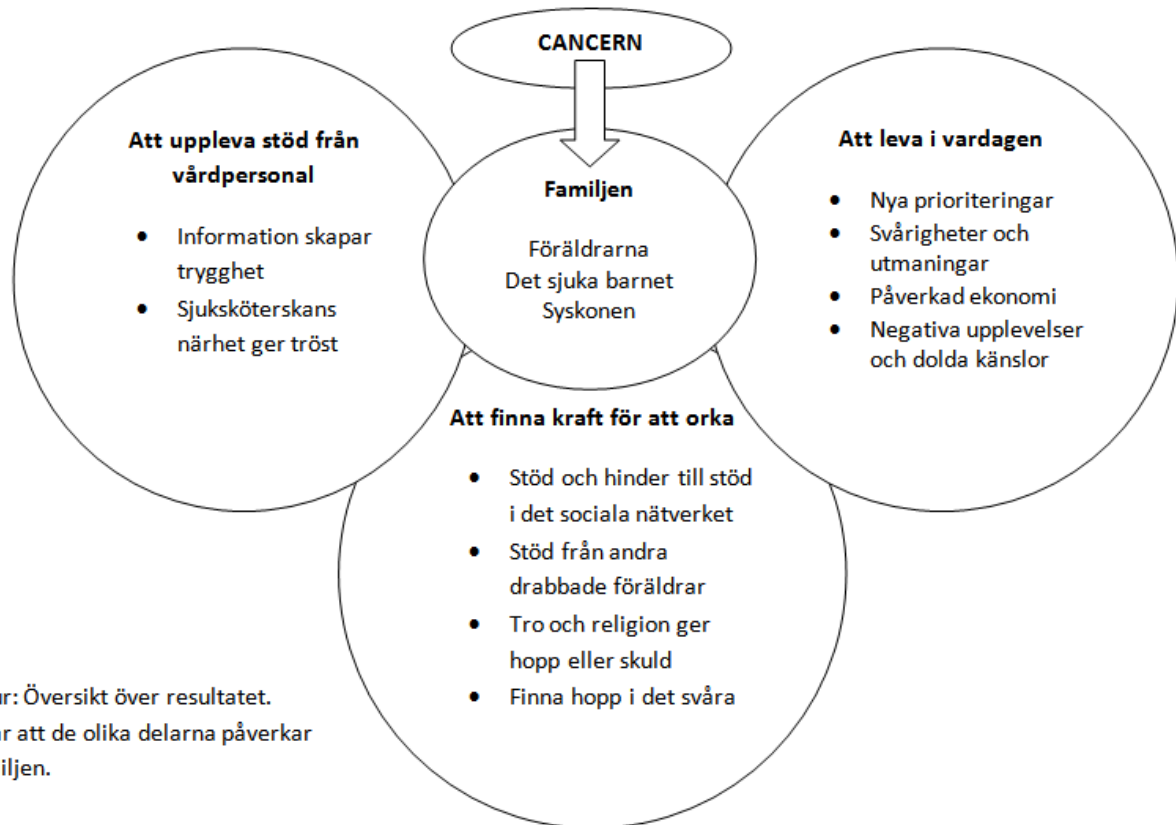 CANCERN
Att uppleva stöd från
vårdpersonal
• Information skapar
trygghet
• Sjuksköterskans
närhet ger tröst
Familjen
Föräldrarna
Det sjuka barnet
Syskonen
Att leva i vardagen
• Nya prioriteringar
• Svårigheter och
utmaningar
• Påverkad ekonomi
• Negativa upplevelser
och dolda känslor
Att finna kraft för att orka
• Stöd och hinder till stöd
i det sociala nätverket
• Stöd från andra
drabbade föräldrar
• Tro och religion ger
hopp eller skuld
• Finna hopp i det svåra
Översikt över resultatet.
att de olika delarna påverkar